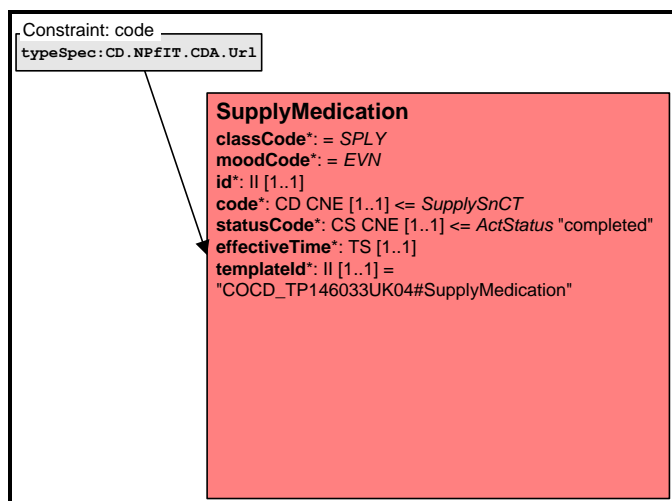 Constraint: code
typeSpec:CD.NPfIT.CDA.Url
SupplyMedication
classCode*: = SPLY
moodCode*: = EVN
id*: II [1..1]
code*: CD CNE [1..1] <= SupplySnCT
statusCode*: CS CNE [1..1] <= ActStatus "completed"
effectiveTime*: TS [1..1]
templateId*: II [1..1] =
"COCD_TP146033UK04#SupplyMedication"